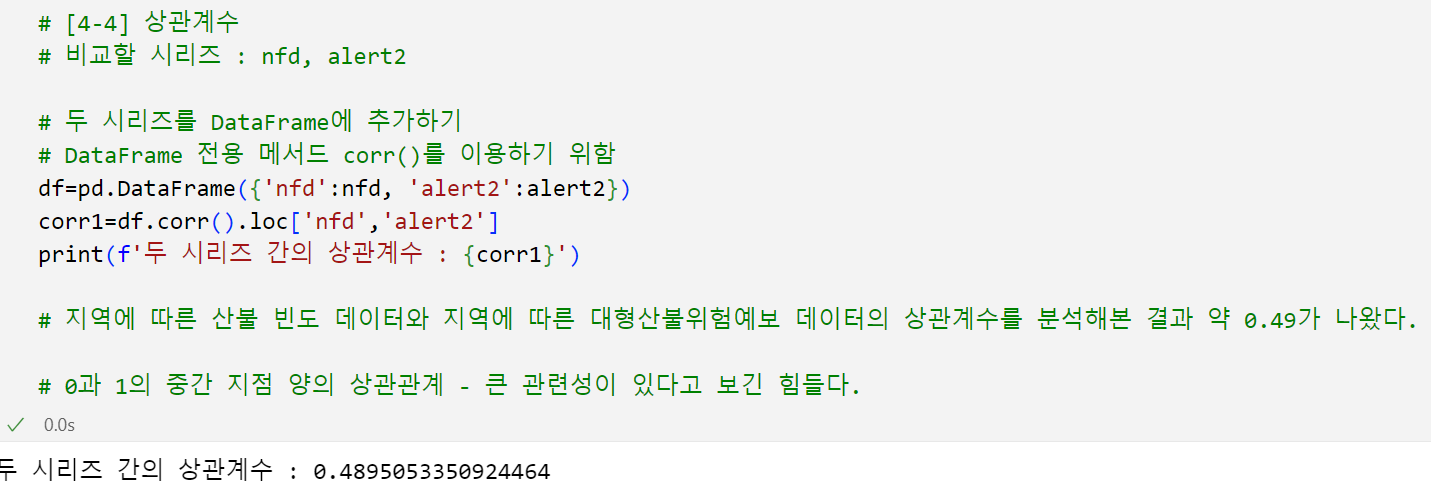 # [4-4] 상관계수
# 비교할 시리즈 : nfd, alert2
# 두 시리즈를 DataFrame에 추가하기
# DataFrame 전용 메서드 corr()를 이용하기 위함
df=pd.DataFrame({'nfd':nfd, 'alert2':alert2})
corr1=df.corr().loc['nfd','alert2']
print(f'두 시리즈 간의 상관계수 : {corr1}')
# 지역에 따른 산불 빈도 데이터와 지역에 따른 대형산불위험예보 데이터의 상관계수를 분석해본 결과 약 0.49가 나왔다.
# 0과 1의 중간 지점 양의 상관관계 - 큰 관련성이 있다고 보긴 힘들다.
0.0s
두 시리즈 간의 상관계수 : 0.4895053350924464